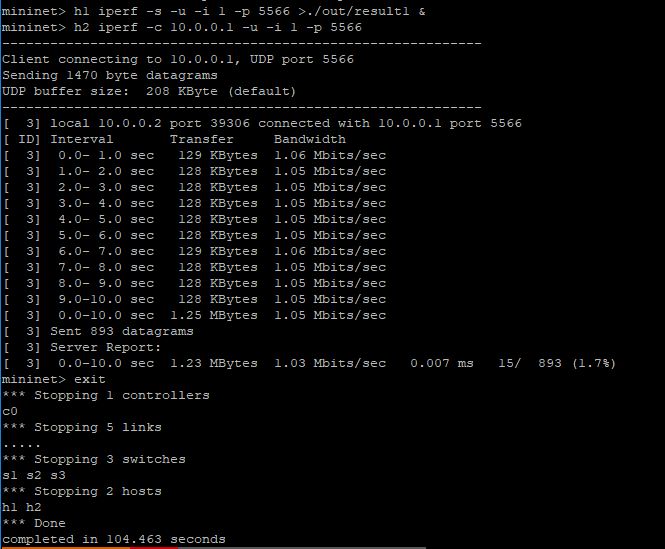 mininet> h1 iperf -s -u -i 1 -p 5566 >./out/result1 &
mininet> h2 iperf -c 10.0.0.1 -u -i 1 -p 5566
------------------------------------------------------------
Client connecting to 10.0.0.1, UDP port 5566
Sending 1470 byte datagrams
UDP buffer size:  208 KByte (default)
------------------------------------------------------------
[  3] local 10.0.0.2 port 39306 connected with 10.0.0.1 port 5566
[ ID] Interval       Transfer     Bandwidth
[  3]  0.0- 1.0 sec   129 KBytes  1.06 Mbits/sec
[  3]  1.0- 2.0 sec   128 KBytes  1.05 Mbits/sec
[  3]  2.0- 3.0 sec   128 KBytes  1.05 Mbits/sec
[  3]  3.0- 4.0 sec   128 KBytes  1.05 Mbits/sec
[  3]  4.0- 5.0 sec   128 KBytes  1.05 Mbits/sec
[  3]  5.0- 6.0 sec   128 KBytes  1.05 Mbits/sec
[  3]  6.0- 7.0 sec   129 KBytes  1.06 Mbits/sec
[  3]  7.0- 8.0 sec   128 KBytes  1.05 Mbits/sec
[  3]  8.0- 9.0 sec   128 KBytes  1.05 Mbits/sec
[  3]  9.0-10.0 sec   128 KBytes  1.05 Mbits/sec
[  3]  0.0-10.0 sec  1.25 MBytes  1.05 Mbits/sec
[  3] Sent 893 datagrams
[  3] Server Report:
[  3]  0.0-10.0 sec  1.23 MBytes  1.03 Mbits/sec   0.007 ms   15/  893 (1.7%)
mininet> exit
*** Stopping 1 controllers
c0
*** Stopping 5 links
.....
*** Stopping 3 switches
s1 s2 s3
*** Stopping 2 hosts
h1 h2
*** Done
completed in 104.463 seconds